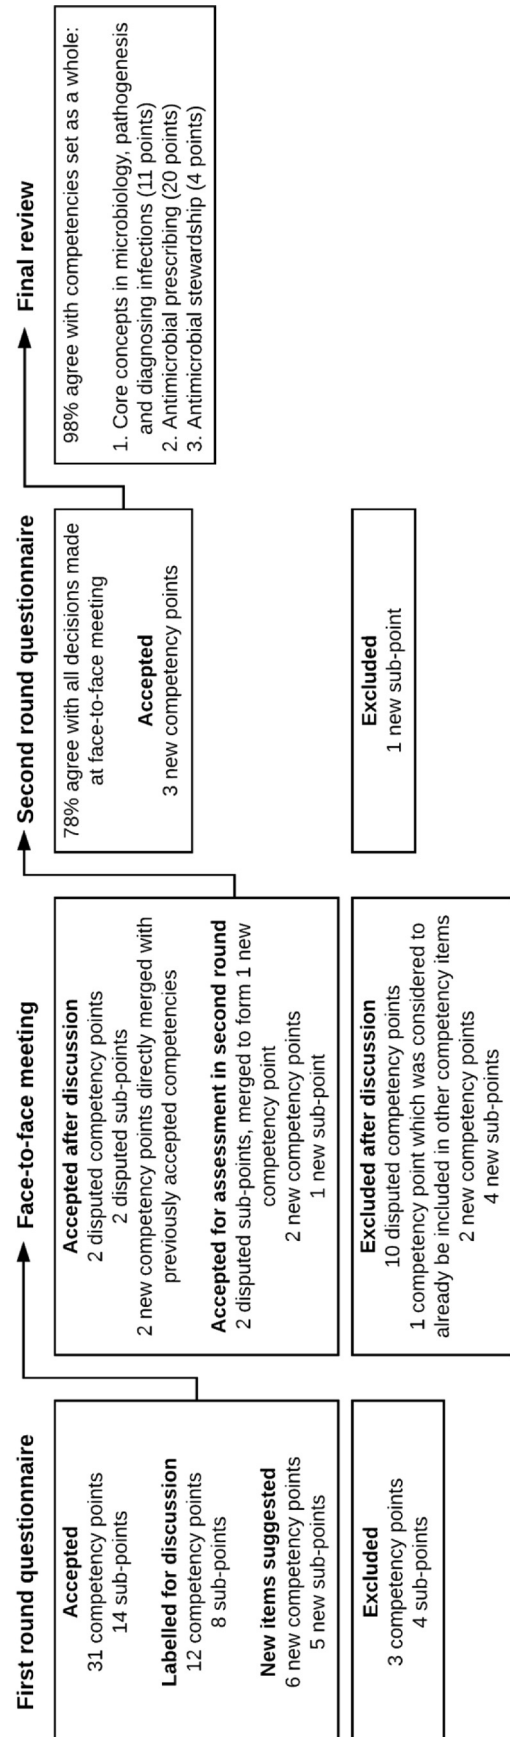 First round questionnaire
Accepted
31 competency points
14 sub-points
Labelled for discussion
12 competency points
8 sub-points
New items suggested
6 new competency points
5 new sub-points
Excluded
3 competency points
4 sub-points
Face-to-face meeting
Accepted after discussion
2 disputed competency points
2 disputed sub-points
2 new competency points directly merged with
previously accepted competencies
Accepted for assessment in second round
2 disputed sub-points, merged to form 1 new
competency point
2 new competency points
1 new sub-point
Excluded after discussion
10 disputed competency points
1 competency point which was considered to
already be included in other competency items
2 new competency points
4 new sub-points
Second round questionnaire
78% agree with all decisions made
at face-to-face meeting
Accepted
3 new competency points
Excluded
1 new sub-point
Final review
98% agree with competencies set as a whole:
1. Core concepts in microbiology, pathogenesis
and diagnosing infections (11 points)
2. Antimicrobial prescribing (20 points)
3. Antimicrobial stewardship (4 points)